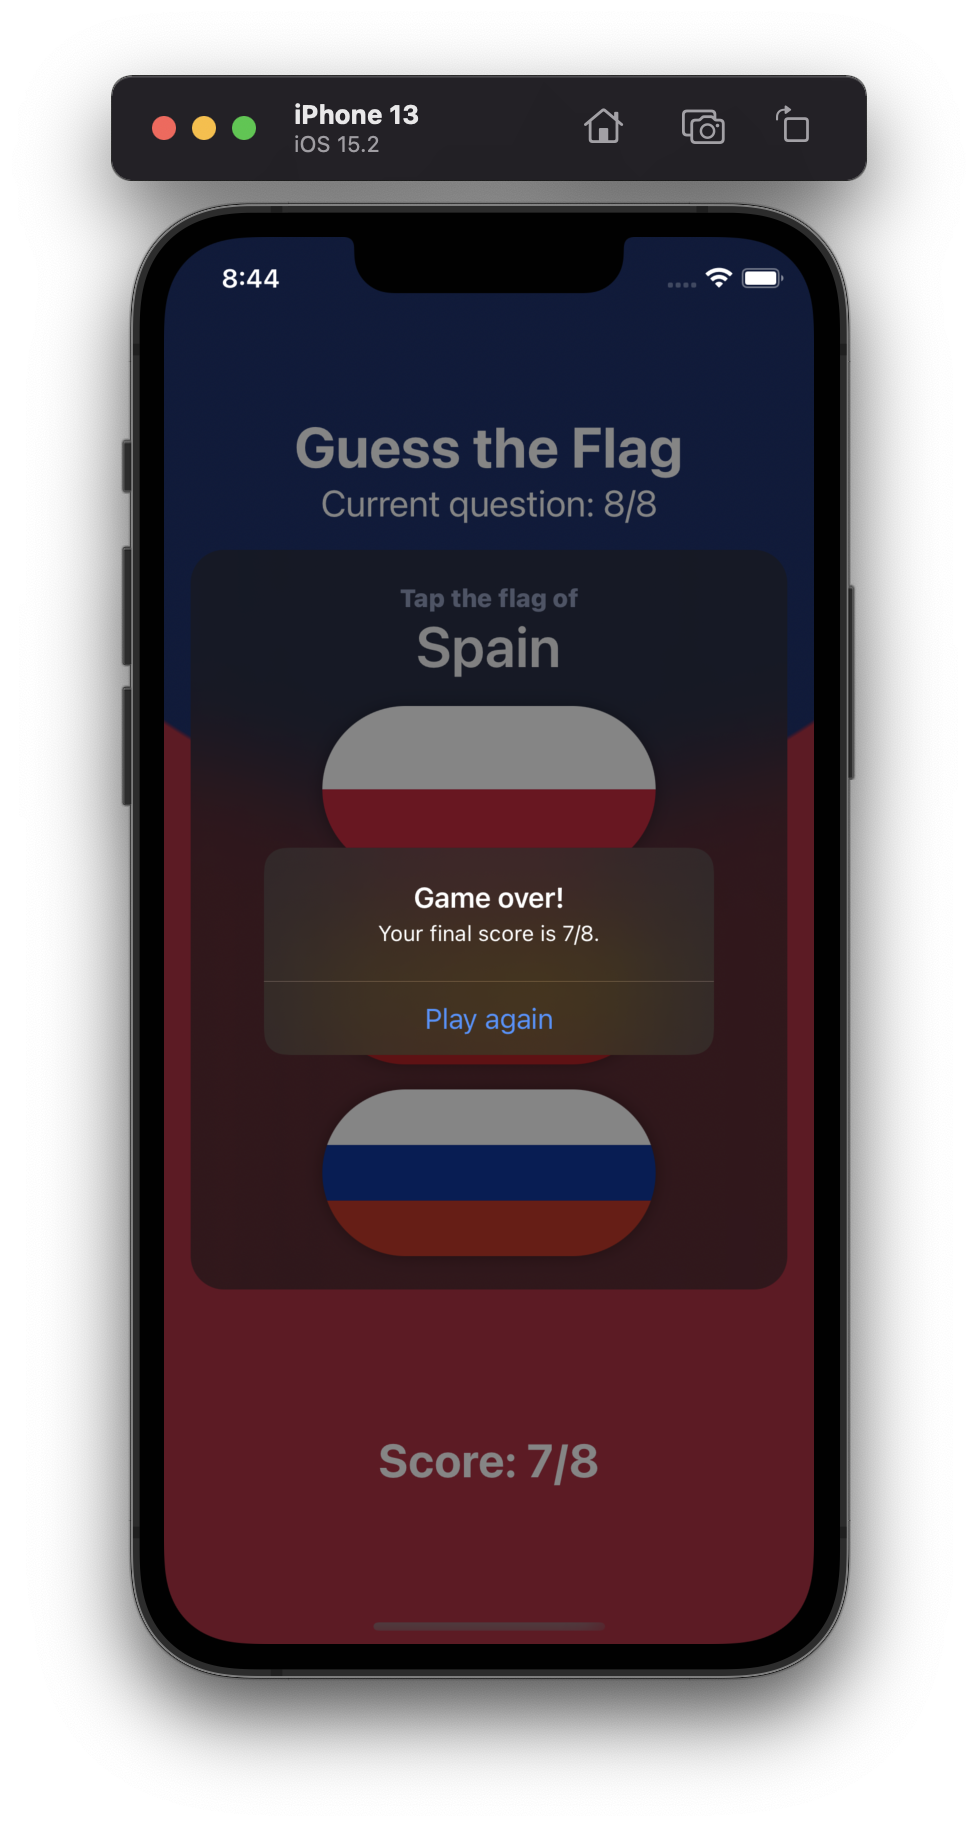 iPhone 13
iOS 15.2
8:44
Guess the Flag
Current question: 8/8
Tap the flag of
Spain
Game over!
Your final score is 7/8.
Play again
Score: 7/8